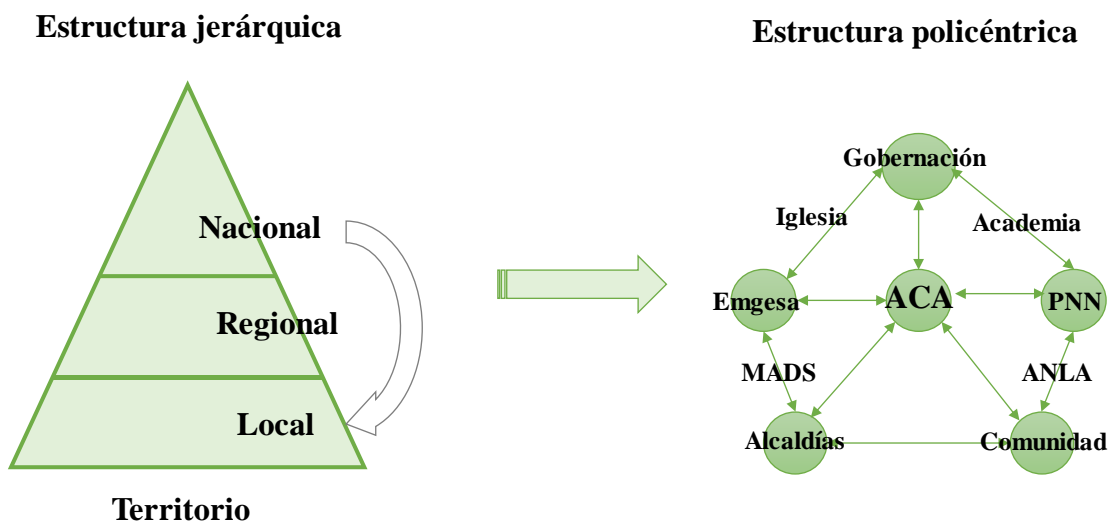 Estructura jerárquica
Nacional
Regional
Local
Territorio
Estructura policéntrica
Gobernación
Iglesia
Academia
Emgesa
ACA
PNN
MADS
ANLA
Alcaldías
Comunidad